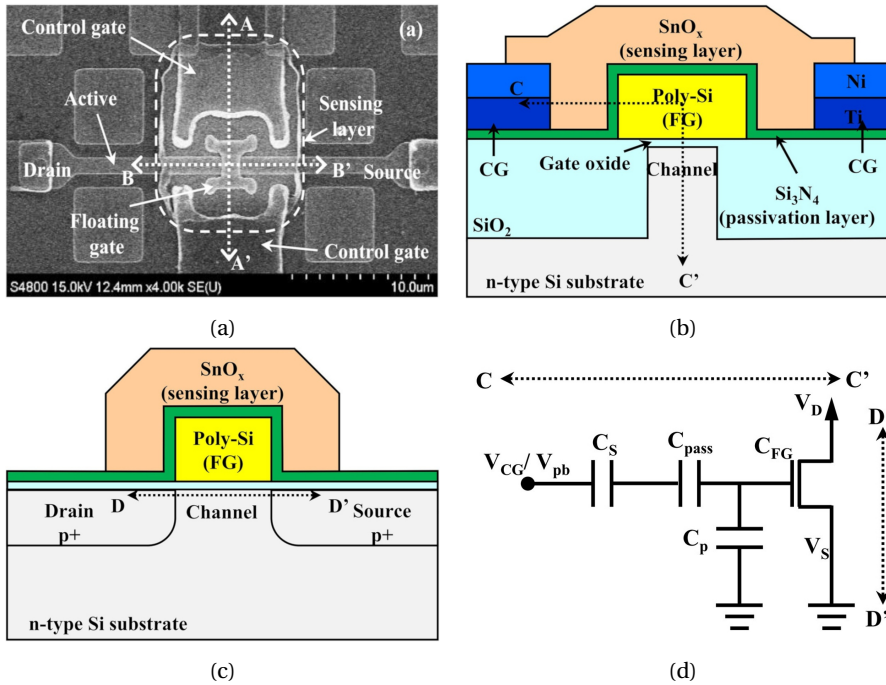 (a)
A
Control gate
Active
Sensing
layer
Drain
B
B'
Source
Floating
gate
A'
Control gate
S4800 15.0kV 12.4mm x4.00k SE(U)
10.0um
(a)
SnOx
(sensing layer)
C
Poly-Si
(FG)
Ni
Ti
CG
Gate oxide
Channel
CG
Si3N4
(passivation layer)
SiO2
n-type Si substrate
C'
(b)
SnOx
(sensing layer)
Poly-Si
(FG)
Drain
p+
D
Channel
D'
Source
p+
n-type Si substrate
(c)
C
C'
VD
D
CS
Cpass
CFG
VCG/ Vpb
Cp
VS
D'
(d)